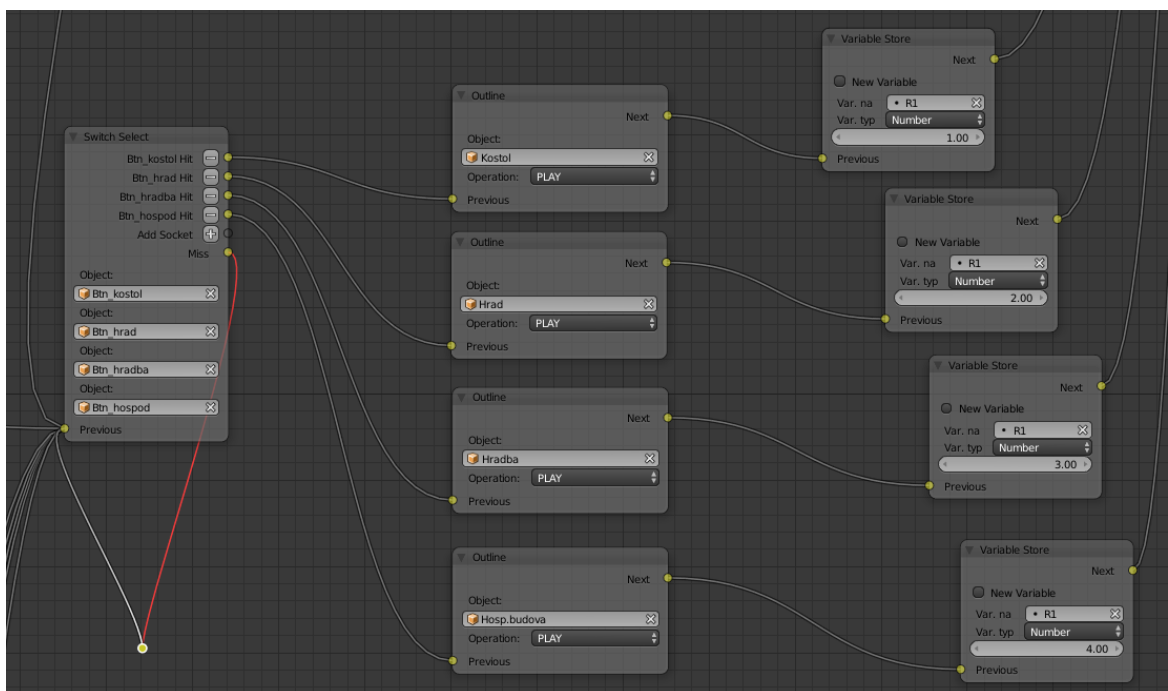 Switch Select
Btn_kostol Hit
Btn_hrad Hit
Btn_hradba Hit
Btn_hospod Hit
Add Socket
Miss
Object:
Btn_kostol
Object:
Btn_hrad
Object:
Btn_hradba
Object:
Btn_hospod
Previous
Outline
Next
Object:
Kostol
Operation: PLAY
Previous
Outline
Next
Object:
Hrad
Operation: PLAY
Previous
Outline
Next
Object:
Hradba
Operation: PLAY
Previous
Outline
Next
Object:
Hosp.budova
Operation: PLAY
Previous
Variable Store
Next
New Variable
Var. na • R1
Var. typ Number
1.00
Previous
Variable Store
Next
New Variable
Var. na • R1
Var. typ Number
2.00
Previous
Variable Store
Next
New Variable
Var. na • R1
Var. typ Number
3.00
Previous
Variable Store
Next
New Variable
Var. na • R1
Var. typ Number
4.00
Previous